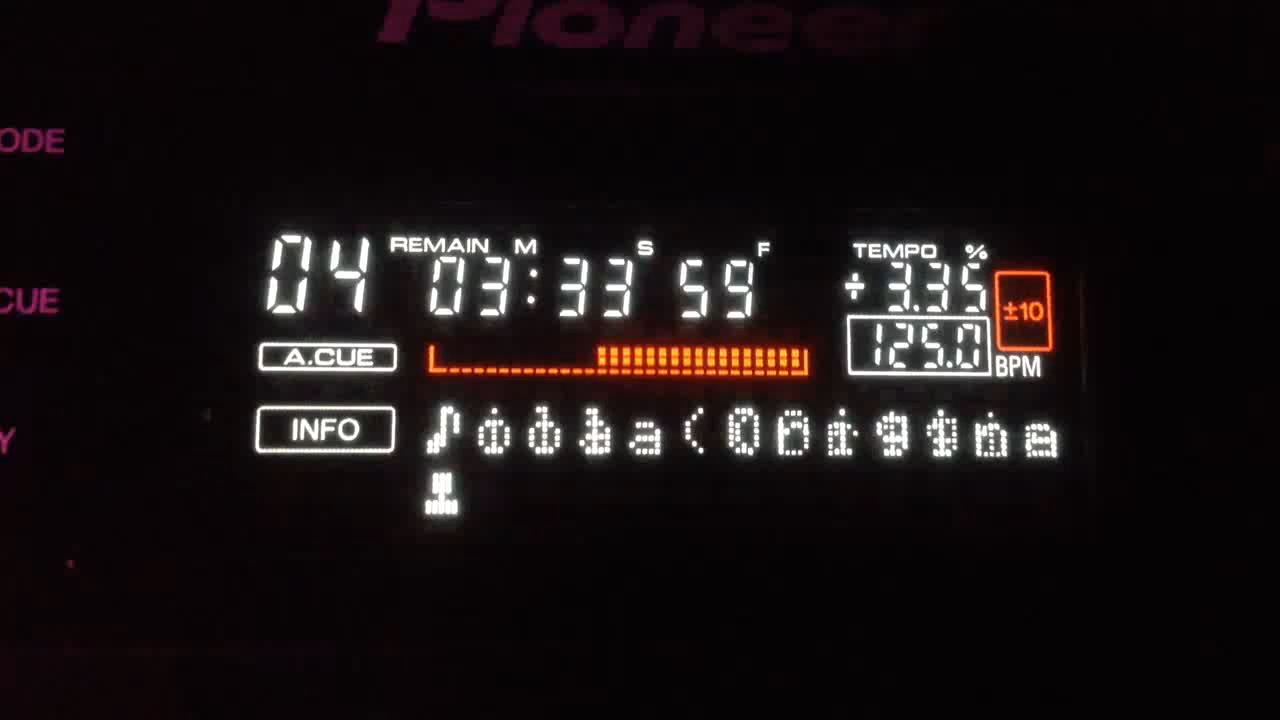 Pioneer
ODE
04 REMAIN M 03:33 S 59 F
TEMPO %
+3.35 ±10
CUE
A.CUE
125.0 BPM
INFO
Y